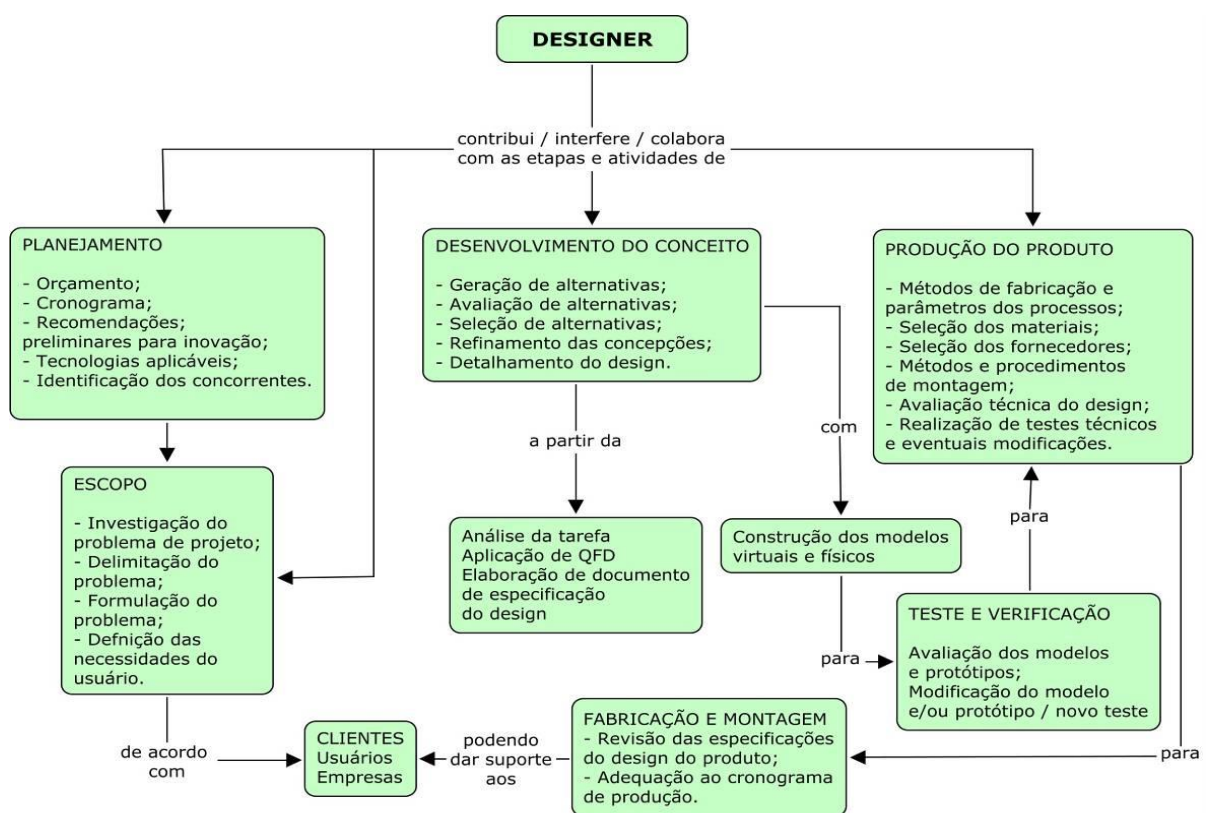 DESIGNER
contribui / interfere / colabora
com as etapas e atividades de
PLANEJAMENTO
- Orçamento;
- Cronograma;
- Recomendações;
preliminares para inovação;
- Tecnologias aplicáveis;
- Identificação dos concorrentes.
DESENVOLVIMENTO DO CONCEITO
- Geração de alternativas;
- Avaliação de alternativas;
- Seleção de alternativas;
- Refinamento das concepções;
- Detalhamento do design.
PRODUÇÃO DO PRODUTO
- Métodos de fabricação e
parâmetros dos processos;
- Seleção dos materiais;
- Seleção dos fornecedores;
- Métodos e procedimentos
de montagem;
- Avaliação técnica do design;
- Realização de testes técnicos
e eventuais modificações.
a partir da
com
ESCOPO
- Investigação do
problema de projeto;
- Delimitação do
problema;
- Formulação do
problema;
- Defnição das
necessidades do
usuário.
Análise da tarefa
Aplicação de QFD
Elaboração de documento
de especificação
do design
Construção dos modelos
virtuais e físicos
para
TESTE E VERIFICAÇÃO
Avaliação dos modelos
e protótipos;
Modificação do modelo
e/ou protótipo / novo teste
para
de acordo
com
CLIENTES
Usuários
Empresas
podendo
dar suporte
aos
FABRICAÇÃO E MONTAGEM
- Revisão das especificações
do design do produto;
- Adequação ao cronograma
de produção.
para